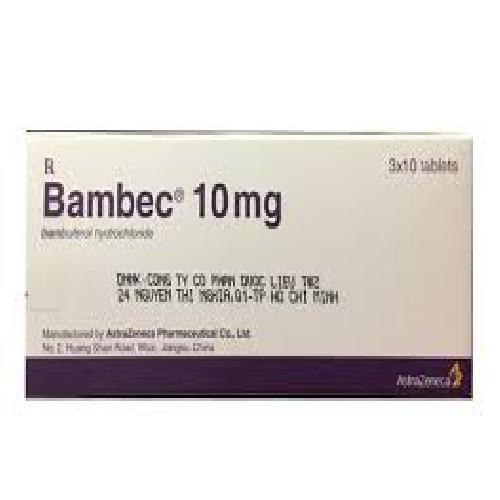 R
3x10 tablets
Bambec® 10mg
bambuterol hydrochloride
DNNK-CONG TY CO PHAN DUOC LIEU TW2
24 NGUYEN THI NGHIA.Q1-TP HO CHI MINH
Manufactured by AstraZeneca Pharmaceutical Co., Ltd.
No. 2, Huang Shan Road, Wuxi, Jiangsu, China
AstraZeneca